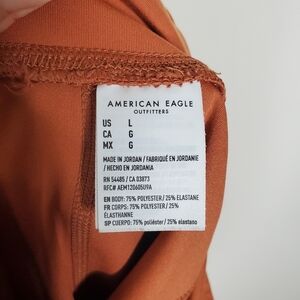 AMERICAN EAGLE
OUTFITTERS
US L
CA G
MX G
MADE IN JORDAN / FABRIQUÉ EN JORDANIE
/ HECHO EN JORDANIA
RN 54485 / CA 03873
RFC# AEM120605U9A
EN BODY: 75% POLYESTER / 25%
FR CORPS: 75% POLYESTER / 25%
ÉLASTHANNE
SP CUERPO: 75% poliéster / 25% elastano